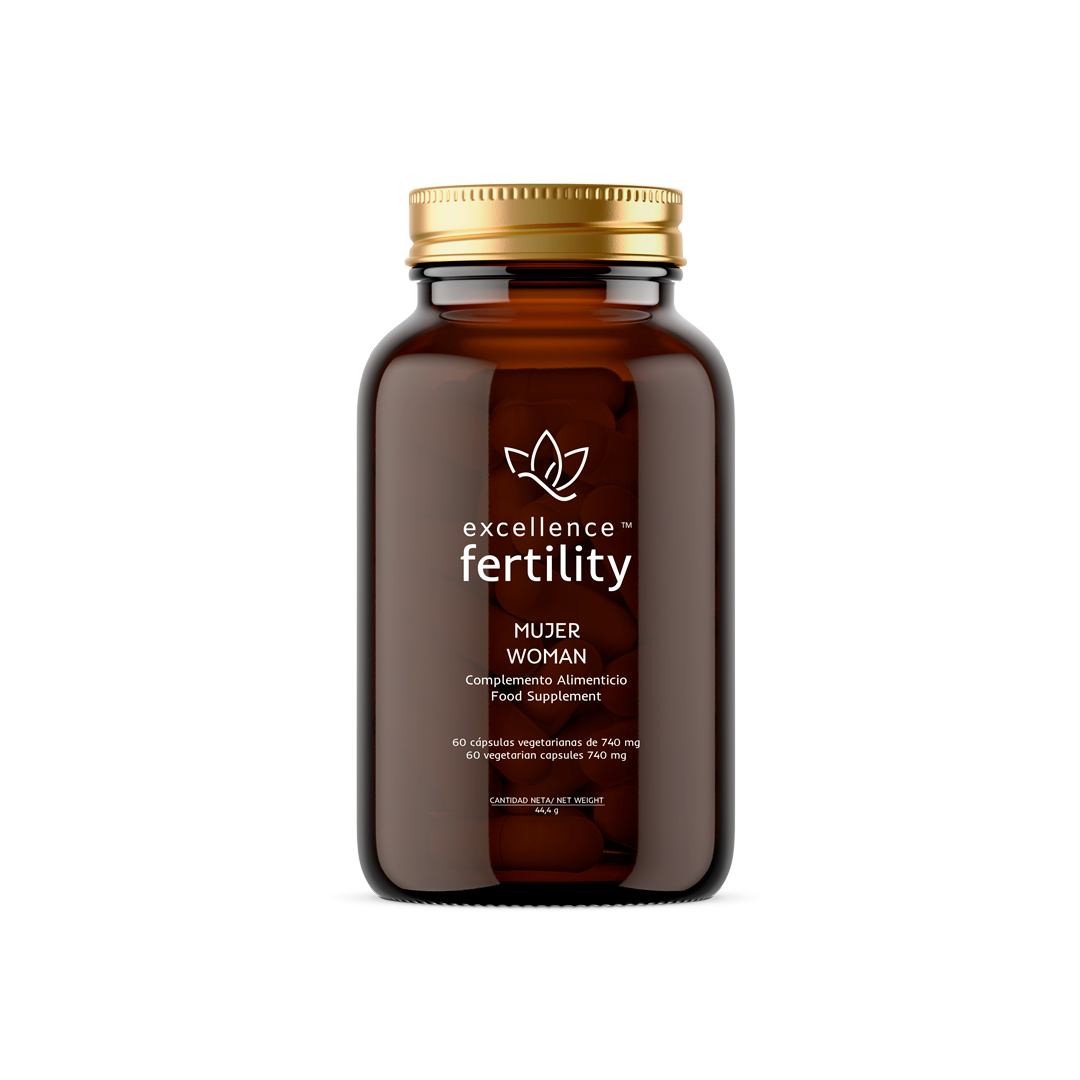 excellence™
fertility
MUJER
WOMAN
Complemento Alimenticio
Food Supplement
60 cápsulas vegetarianas de 740 mg
60 vegetarian capsules 740 mg
CANTIDAD NETA/ NET WEIGHT
44,4 g